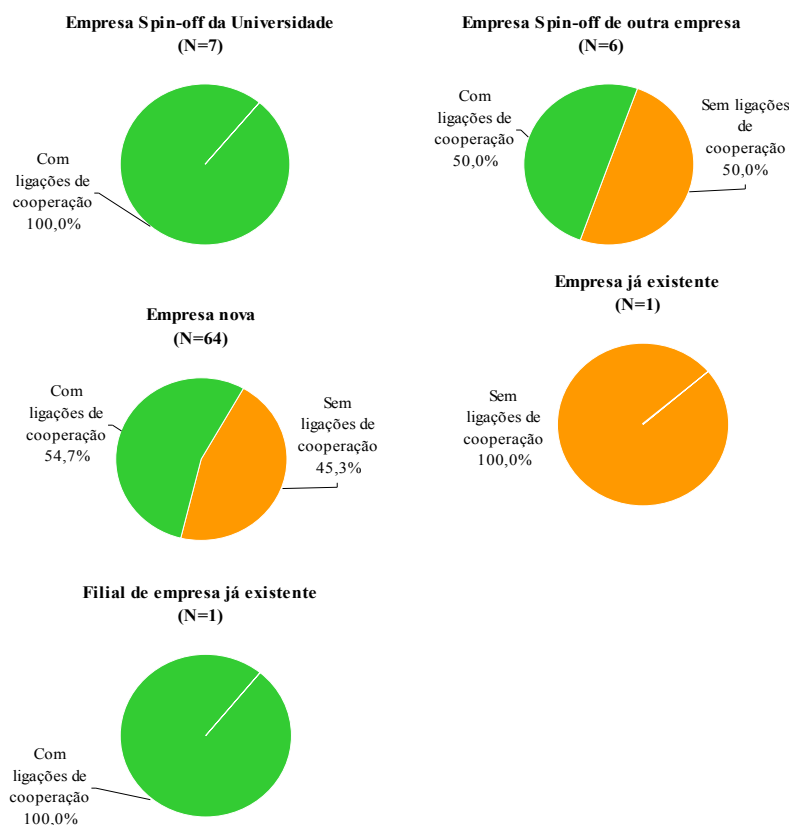 Empresa Spin-off da Universidade
(N=7)
Com
ligações de
cooperação
100,0%
Empresa Spin-off de outra empresa
(N=6)
Com
ligações de
cooperação
50,0%
Sem ligações
de
cooperação
50,0%
Empresa nova
(N=64)
Com
ligações de
cooperação
54,7%
Sem
ligações de
cooperação
45,3%
Empresa já existente
(N=1)
Sem
ligações de
cooperação
100,0%
Filial de empresa já existente
(N=1)
Com
ligações de
cooperação
100,0%